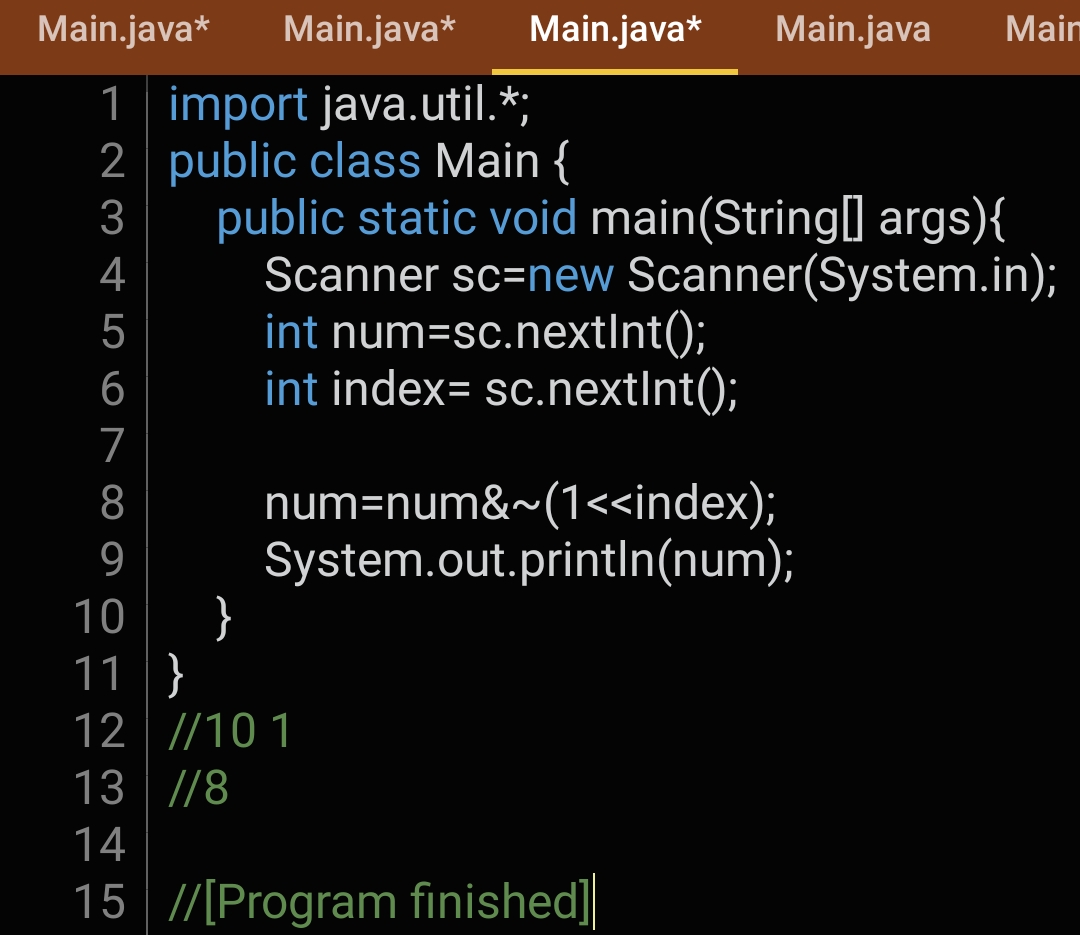 Main.java* Main.java* Main.java* Main.java Main
1 import java.util.*;
2 public class Main {
3 public static void main(String[] args){
4 Scanner sc=new Scanner(System.in);
5 int num=sc.nextInt();
6 int index= sc.nextInt();
7
8 num=num&~(1<<index);
9 System.out.println(num);
10 }
11 }
12 //10 1
13 //8
14
15 //[Program finished]